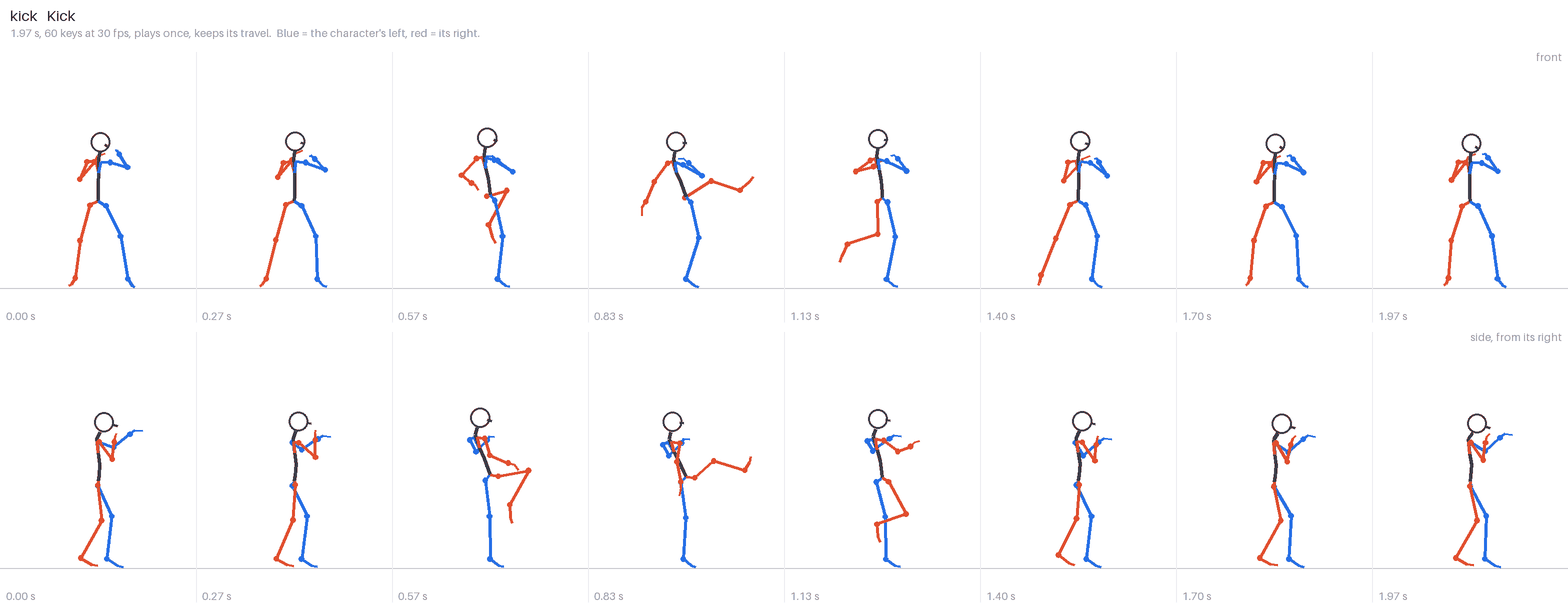 kick Kick
1.97 s, 60 keys at 30 fps, plays once, keeps its travel. Blue = the character's left, red = its right.
front
0.00 s 0.27 s 0.57 s 0.83 s 1.13 s 1.40 s 1.70 s 1.97 s
side, from its right
0.00 s 0.27 s 0.57 s 0.83 s 1.13 s 1.40 s 1.70 s 1.97 s